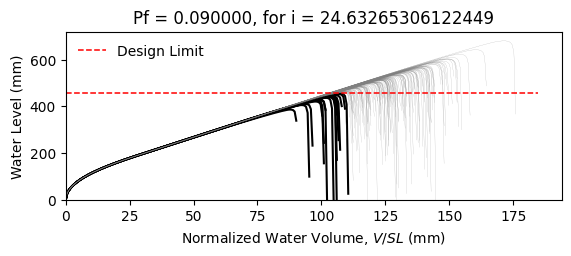 Pf = 0.090000, for i = 24.63265306122449
Design Limit
Water Level (mm)
600
400
200
0
0 25 50 75 100 125 150 175
Normalized Water Volume, V/SL (mm)